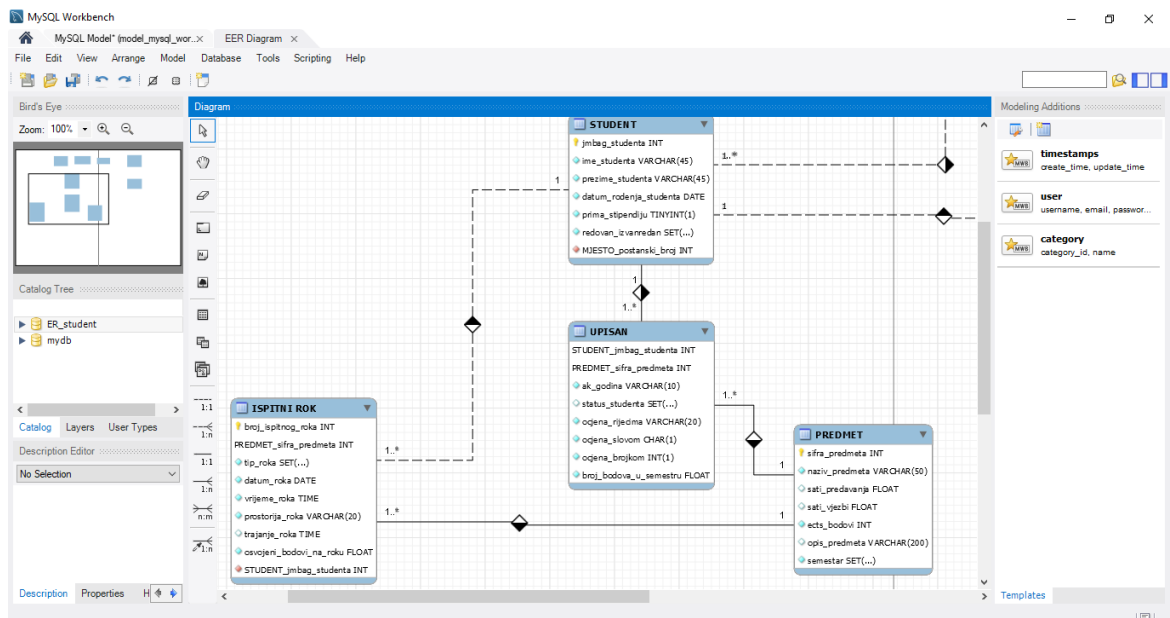 MySQL Workbench
MySQL Model* (model_mysql_wor... ×
EER Diagram ×
File Edit View Arrange Model Database Tools Scripting Help
Bird's Eye
Zoom: 100%
Catalog Tree
ER_student
mydb
Catalog Layers User Types
Description Editor
No Selection
Description Properties H
Diagram
1:1
1:n
1:1
1:n
n:m
1:n
STUDENT
jmbag_studenta INT
ime_studenta VARCHAR(45)
prezime_studenta VARCHAR(45)
datum_rodenja_studenta DATE
prima_stipendiju TINYINT(1)
redovan_izvanredan SET(...)
MJESTO_postanski_broj INT
1..*
1
1
1
1..*
UPISAN
STUDENT_jmbag_studenta INT
PREDMET_sifra_predmeta INT
ak_godina VARCHAR(10)
status_studenta SET(...)
ocjena_rijecima VARCHAR(20)
ocjena_slovom CHAR(1)
ocjena_brojkom INT(1)
broj_bodova_u_semestru FLOAT
1..*
1
ISPITNI ROK
broj_ispitnog_roka INT
PREDMET_sifra_predmeta INT
tip_roka SET(...)
datum_roka DATE
vrijeme_roka TIME
prostorija_roka VARCHAR(20)
trajanje_roka TIME
osvojeni_bodovi_na_roku FLOAT
STUDENT_jmbag_studenta INT
1..*
1..*
1
PREDMET
sifra_predmeta INT
naziv_predmeta VARCHAR(50)
sati_predavanja FLOAT
sati_vjezbi FLOAT
ects_bodovi INT
opis_predmeta VARCHAR(200)
semestar SET(...)
Modeling Additions
timestamps
create_time, update_time
user
username, email, passwor...
category
category_id, name
Templates